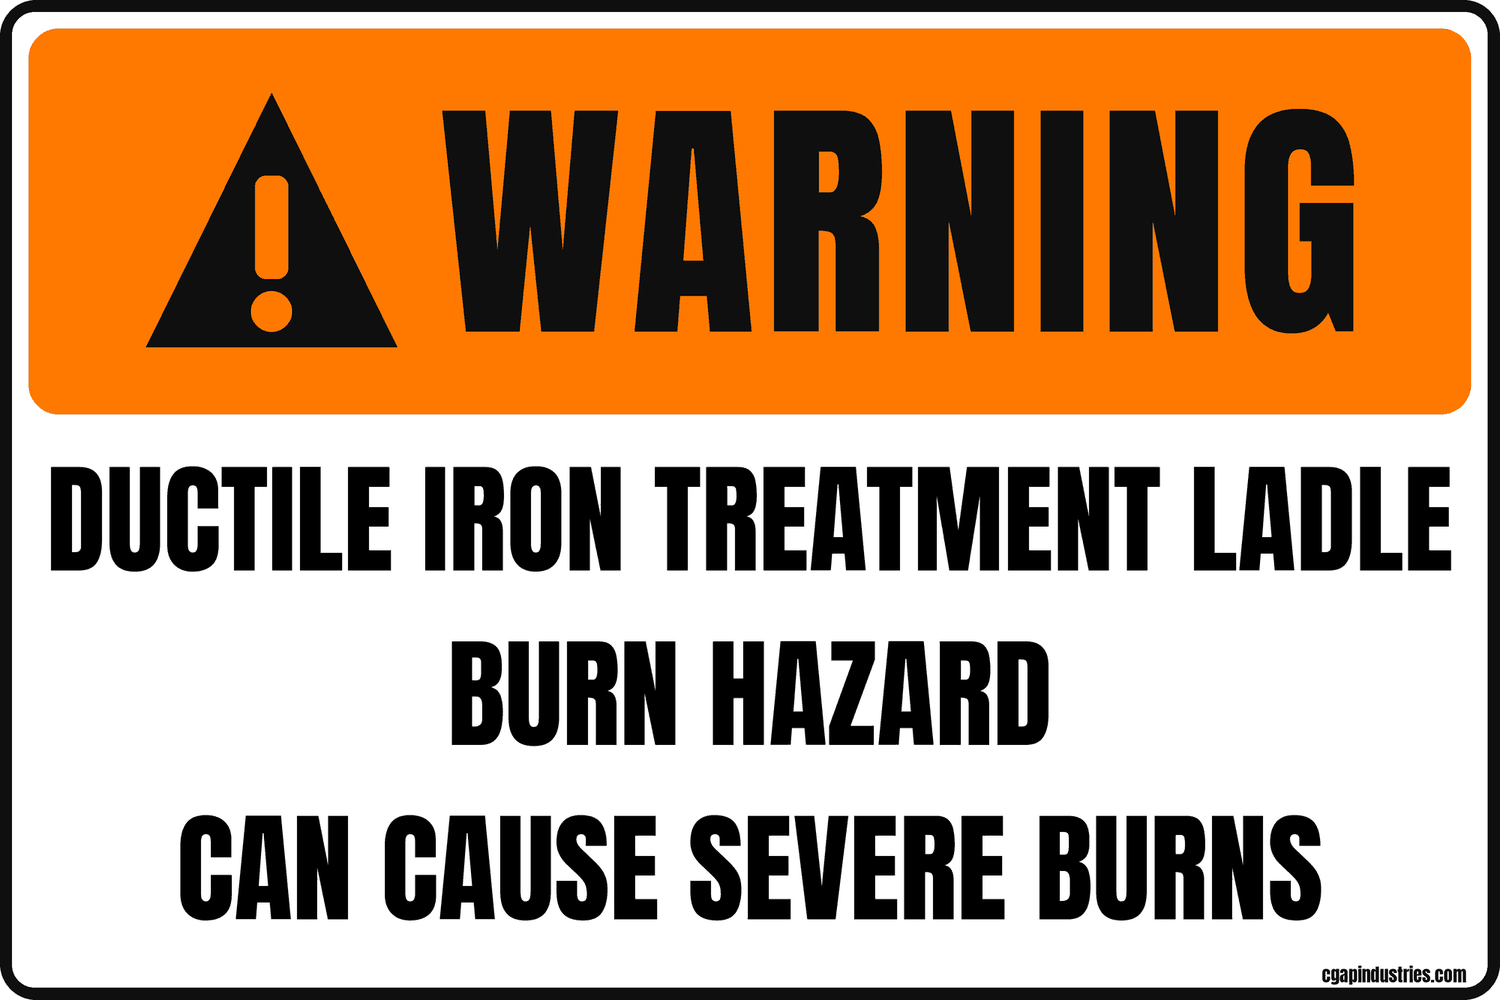 WARNING
DUCTILE IRON TREATMENT LADLE
BURN HAZARD
CAN CAUSE SEVERE BURNS
cgapindustries.com